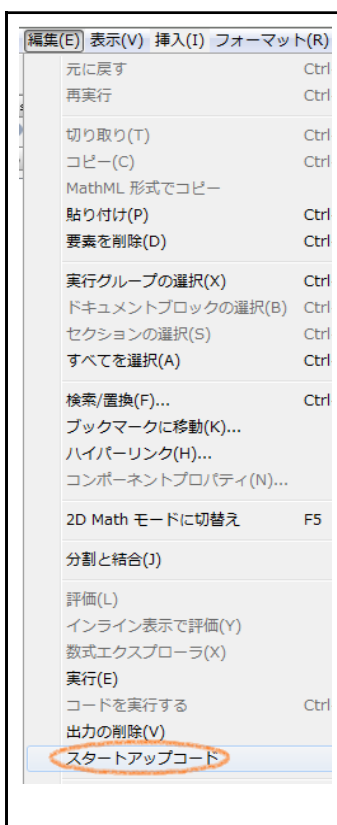 編集(E) 表示(V) 挿入(I) フォーマット(R)
元に戻す Ctrl
再実行 Ctrl
切り取り(T) Ctrl
コピー(C) Ctrl
MathML 形式でコピー
貼り付け(P) Ctrl
要素を削除(D) Ctrl
実行グループの選択(X) Ctrl
ドキュメントブロックの選択(B) Ctrl
セクションの選択(S) Ctrl
すべてを選択(A) Ctrl
検索/置換(F)... Ctrl
ブックマークに移動(K)...
ハイパーリンク(H)...
コンポーネントプロパティ(N)...
2D Math モードに切替え F5
分割と結合(J)
評価(L)
インライン表示で評価(Y)
数式エクスプローラ(X)
実行(E)
コードを実行する Ctrl
出力の削除(V)
スタートアップコード